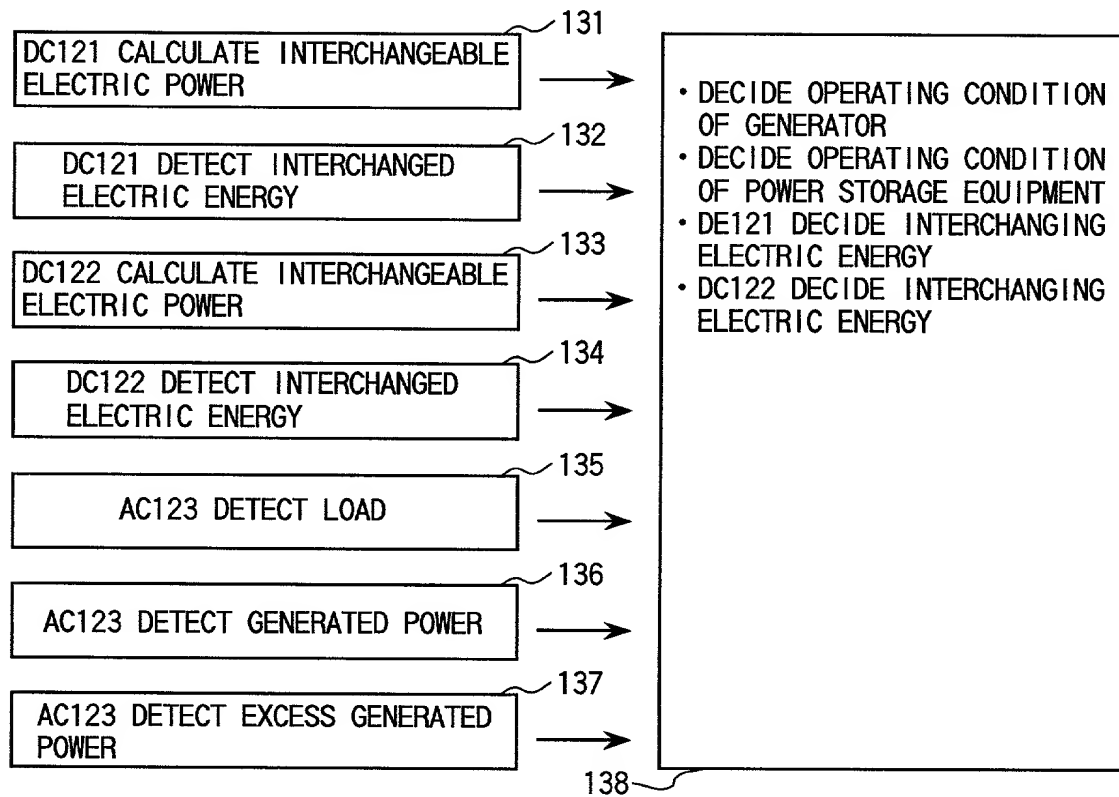 131
DC121 CALCULATE INTERCHANGEABLE
ELECTRIC POWER
132
DC121 DETECT INTERCHANGED
ELECTRIC ENERGY
133
DC122 CALCULATE INTERCHANGEABLE
ELECTRIC POWER
134
DC122 DETECT INTERCHANGED
ELECTRIC ENERGY
135
AC123 DETECT LOAD
136
AC123 DETECT GENERATED POWER
137
AC123 DETECT EXCESS GENERATED
POWER
・DECIDE OPERATING CONDITION
OF GENERATOR
・DECIDE OPERATING CONDITION
OF POWER STORAGE EQUIPMENT
・DE121 DECIDE INTERCHANGING
ELECTRIC ENERGY
・DC122 DECIDE INTERCHANGING
ELECTRIC ENERGY
138